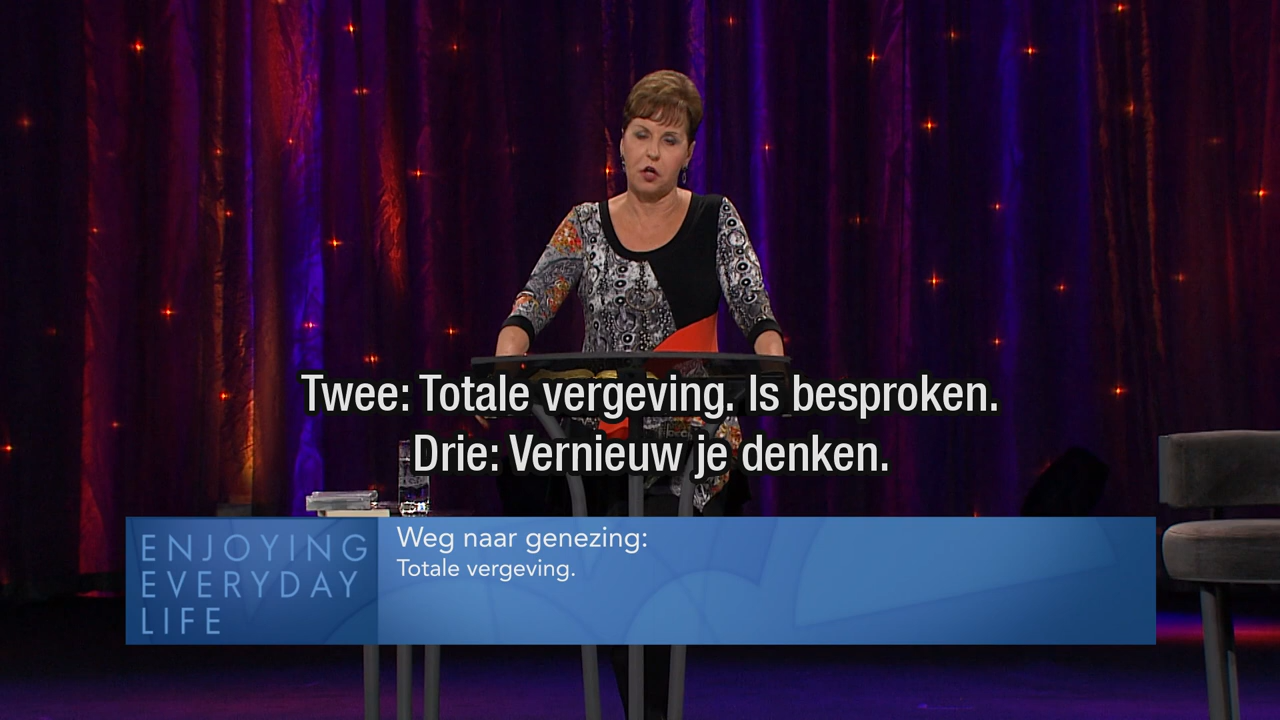 Twee: Totale vergeving. Is besproken.
Drie: Vernieuw je denken.
ENJOYING
EVERYDAY
LIFE
Weg naar genezing:
Totale vergeving.